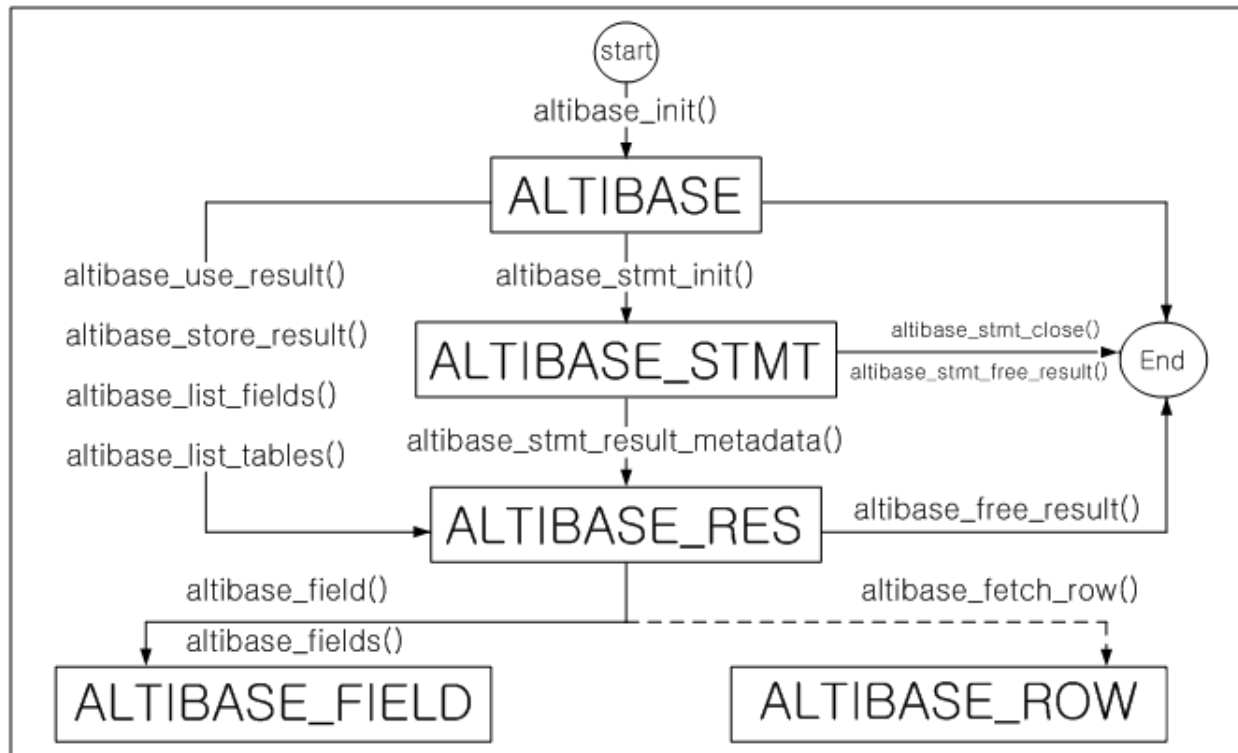 start
altibase_init()
ALTIBASE
altibase_use_result()
altibase_stmt_init()
altibase_store_result()
altibase_stmt_close()
ALTIBASE_STMT
End
altibase_stmt_free_result()
altibase_list_fields()
altibase_stmt_result_metadata()
altibase_list_tables()
altibase_free_result()
ALTIBASE_RES
altibase_field()
altibase_fetch_row()
altibase_fields()
ALTIBASE_FIELD
ALTIBASE_ROW